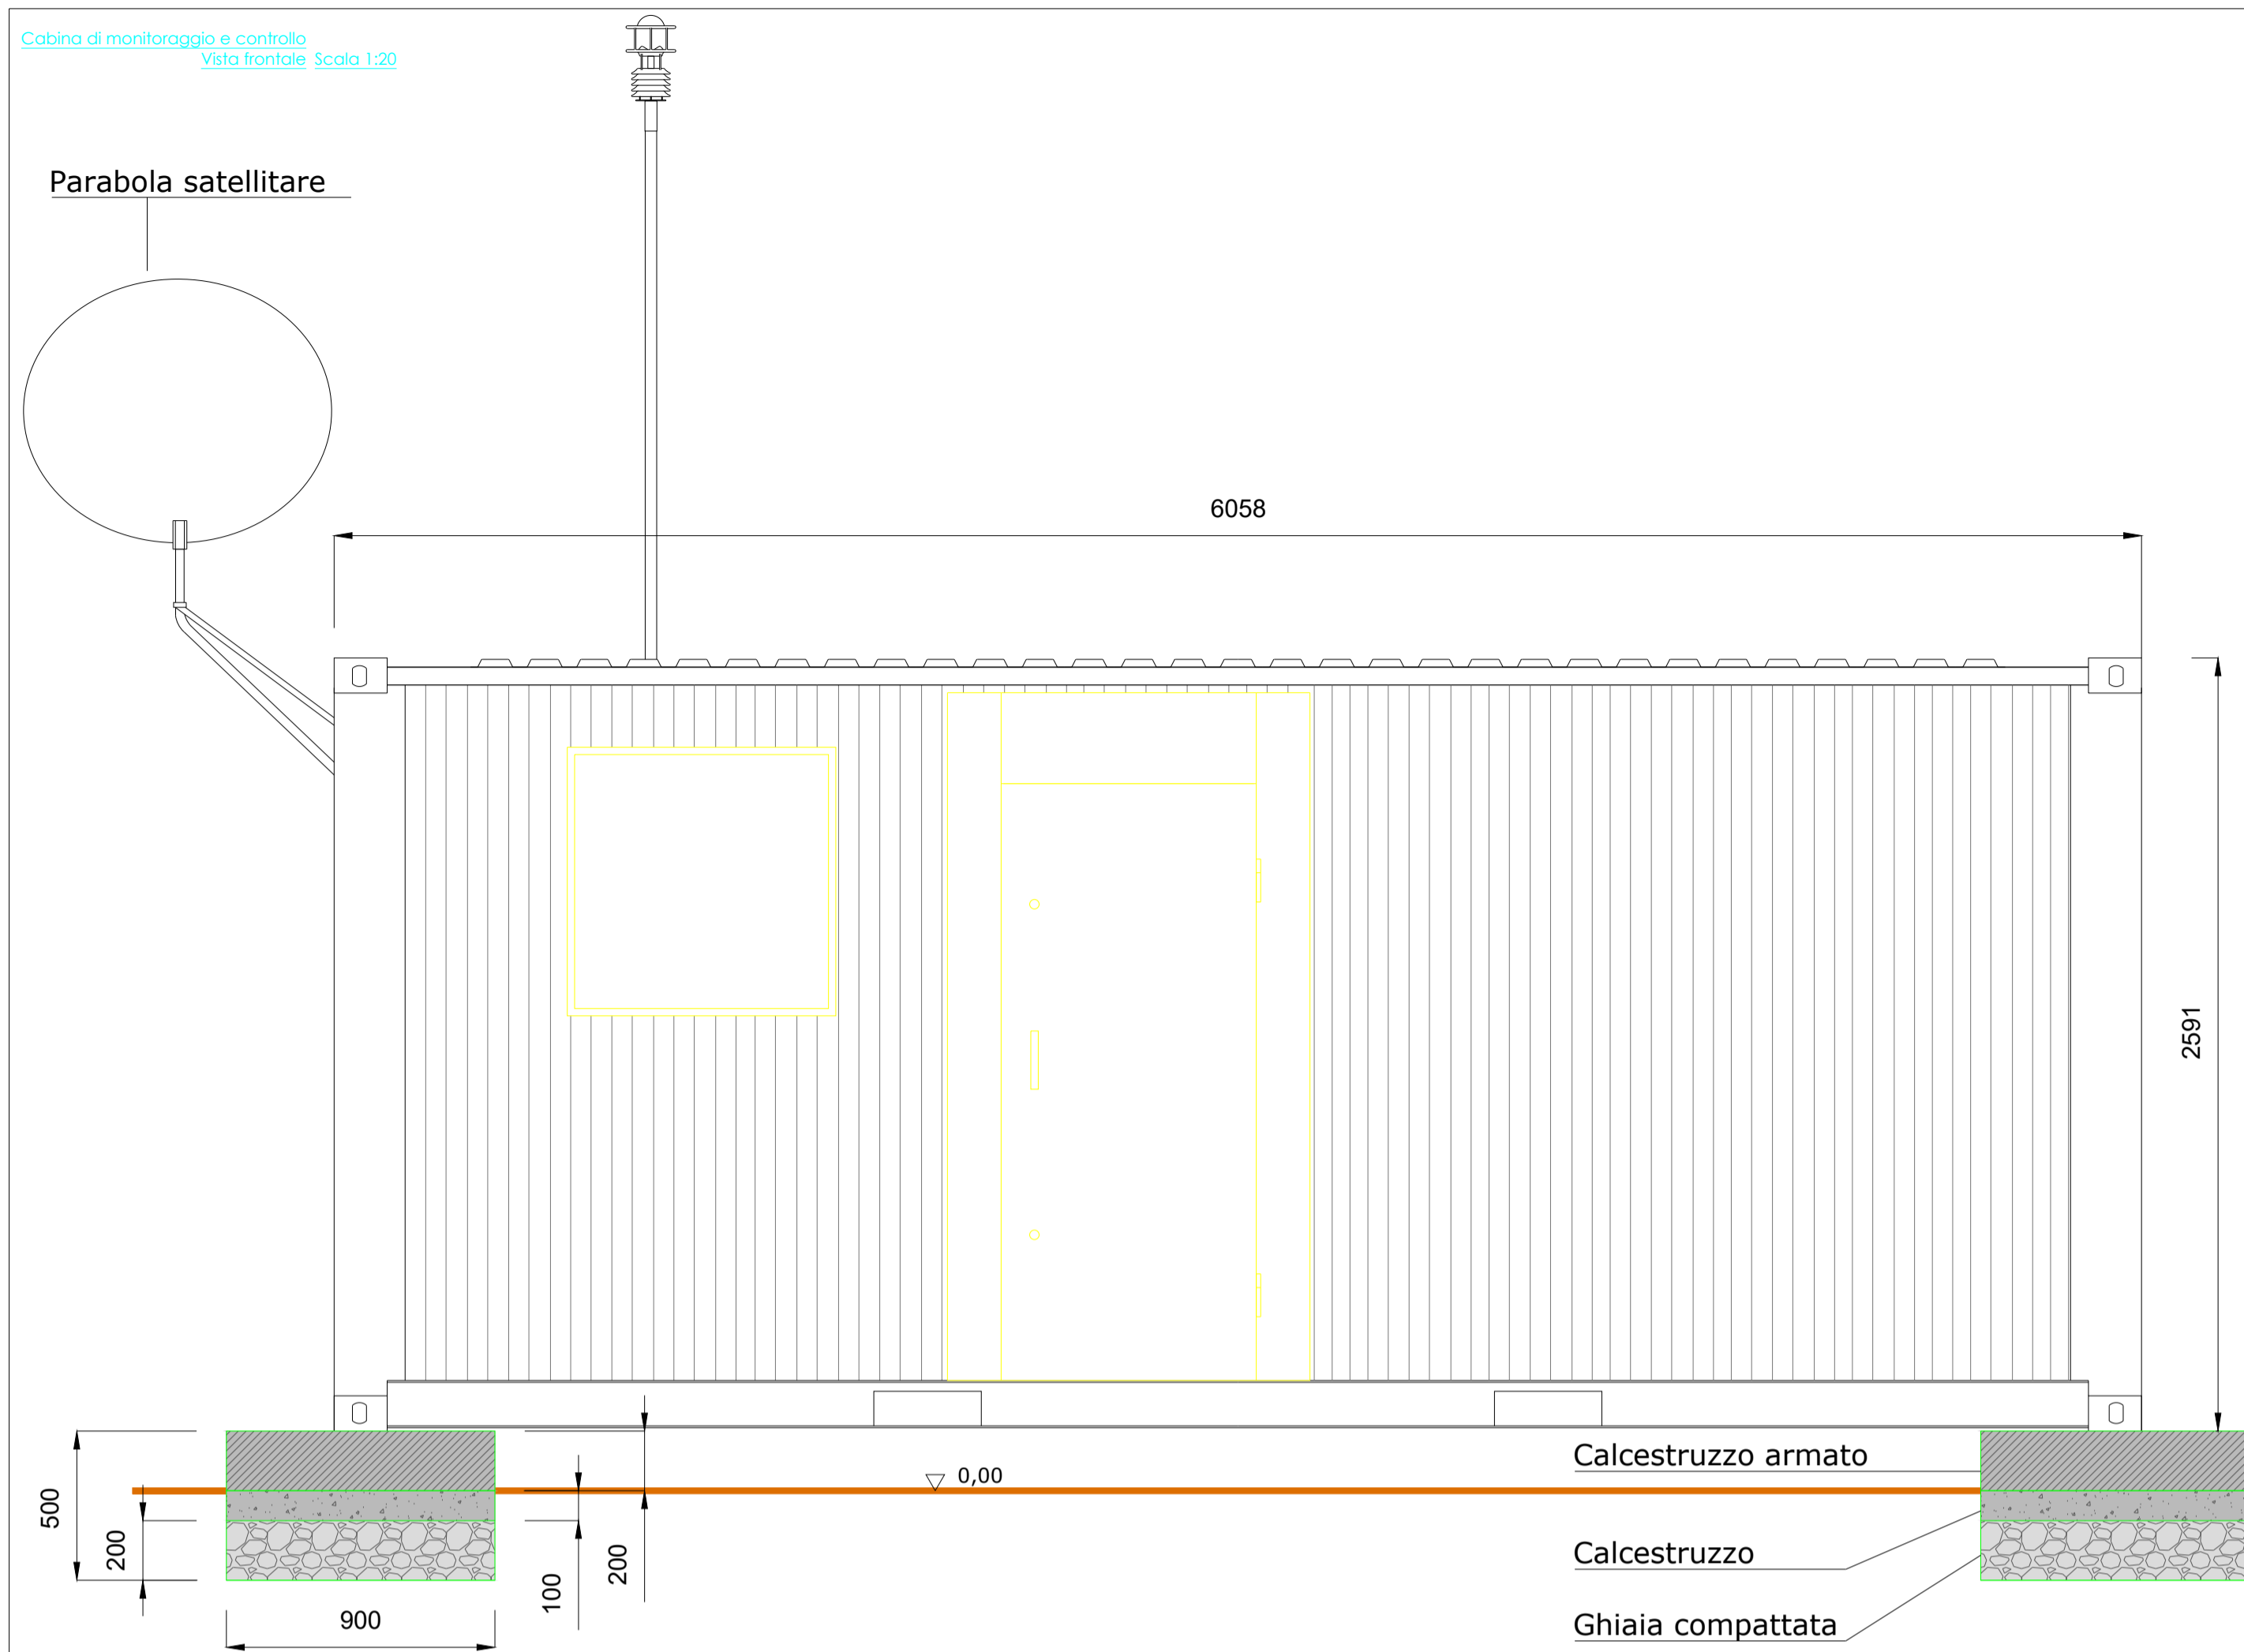 Cabina di monitoraggio e controllo
Vista frontale Scala 1:20
Parabola satellitare
6058
2591
0,00
Calcestruzzo armato
500
200
100
200
Calcestruzzo
900
Ghiaia compattata